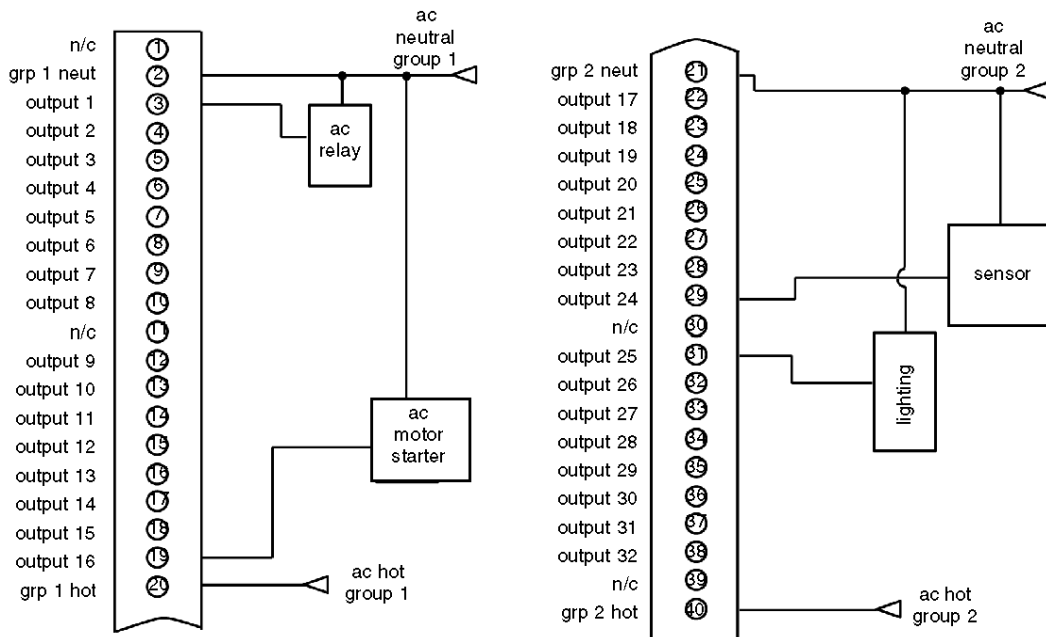 n/c 1
grp 1 neut 2
output 1 3
output 2 4
output 3 5
output 4 6
output 5 7
output 6 8
output 7 9
output 8 10
n/c 11
output 9 12
output 10 13
output 11 14
output 12 15
output 13 16
output 14 17
output 15 18
output 16 19
grp 1 hot 20
ac
neutral
group 1
ac
relay
ac
motor
starter
ac hot
group 1
grp 2 neut 21
output 17 22
output 18 23
output 19 24
output 20 25
output 21 26
output 22 27
output 23 28
output 24 29
n/c 30
output 25 31
output 26 32
output 27 33
output 28 34
output 29 35
output 30 36
output 31 37
output 32 38
n/c 39
grp 2 hot 40
ac
neutral
group 2
sensor
lighting
ac hot
group 2